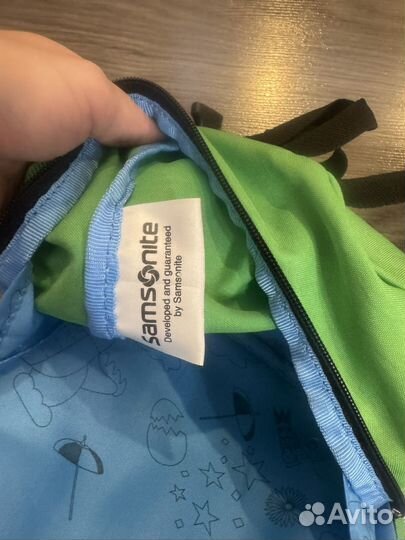 Samsonite
Developed and guaranteed
by Samsonite
Avito